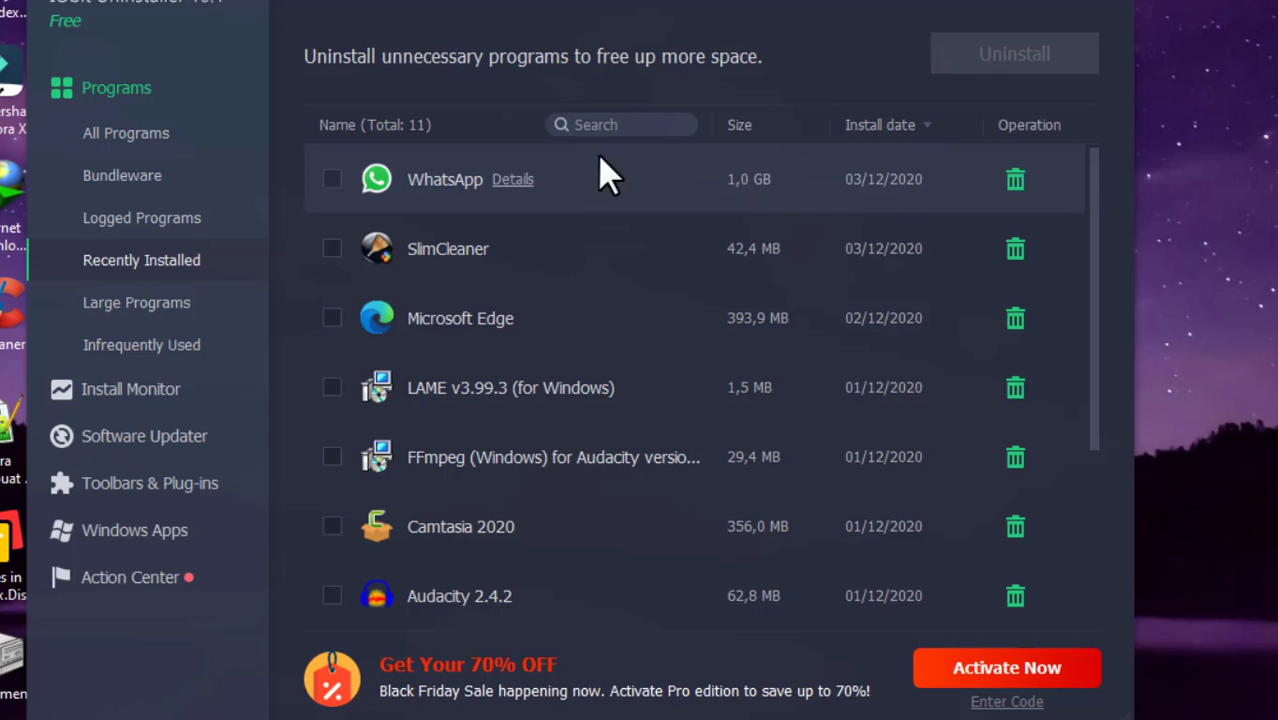 Free
Programs
All Programs
Bundleware
Logged Programs
Recently Installed
Large Programs
Infrequently Used
Install Monitor
Software Updater
Toolbars & Plug-ins
Windows Apps
Action Center
Uninstall unnecessary programs to free up more space.
Uninstall
Name (Total: 11) Search Size Install date Operation
WhatsApp Details 1,0 GB 03/12/2020
SlimCleaner 42,4 MB 03/12/2020
Microsoft Edge 393,9 MB 02/12/2020
LAME v3.99.3 (for Windows) 1,5 MB 01/12/2020
FFmpeg (Windows) for Audacity versio... 29,4 MB 01/12/2020
Camtasia 2020 356,0 MB 01/12/2020
Audacity 2.4.2 62,8 MB 01/12/2020
Get Your 70% OFF
Black Friday Sale happening now. Activate Pro edition to save up to 70%!
Activate Now
Enter Code